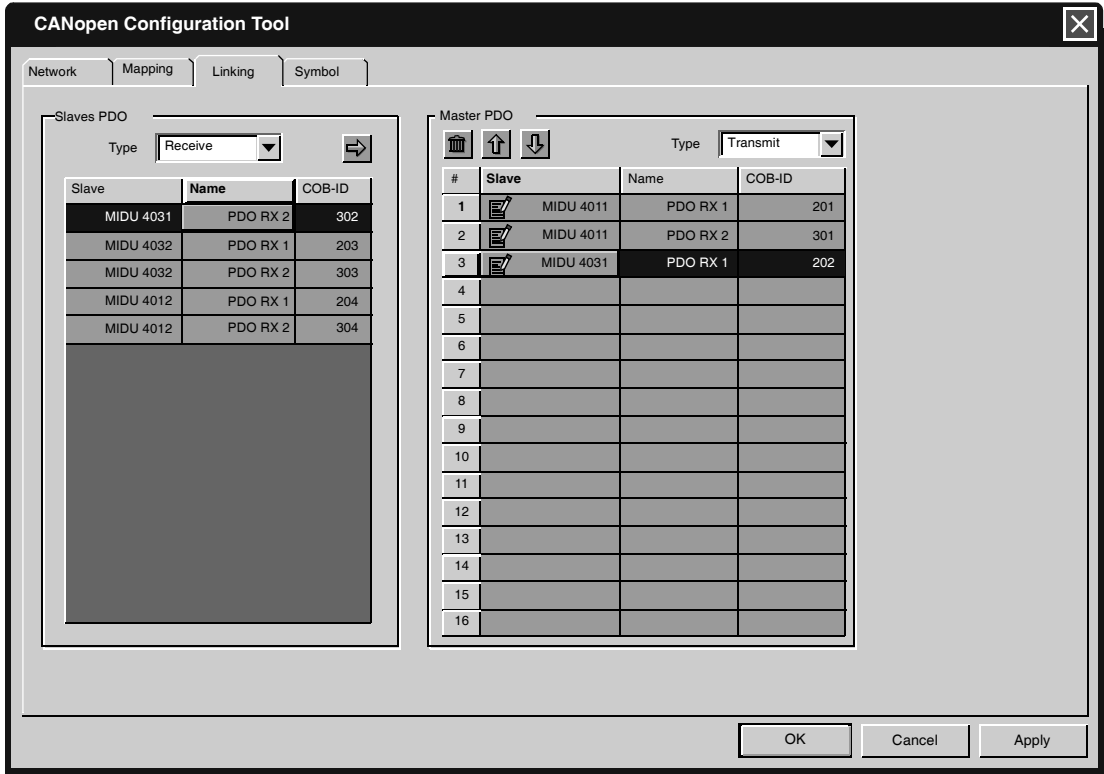 CANopen Configuration Tool
Network Mapping Linking Symbol
Slaves PDO
Type Receive
Slave Name COB-ID
MIDU 4031 PDO RX 2 302
MIDU 4032 PDO RX 1 203
MIDU 4032 PDO RX 2 303
MIDU 4012 PDO RX 1 204
MIDU 4012 PDO RX 2 304
Master PDO
Type Transmit
# Slave Name COB-ID
1 MIDU 4011 PDO RX 1 201
2 MIDU 4011 PDO RX 2 301
3 MIDU 4031 PDO RX 1 202
4
5
6
7
8
9
10
11
12
13
14
15
16
OK Cancel Apply